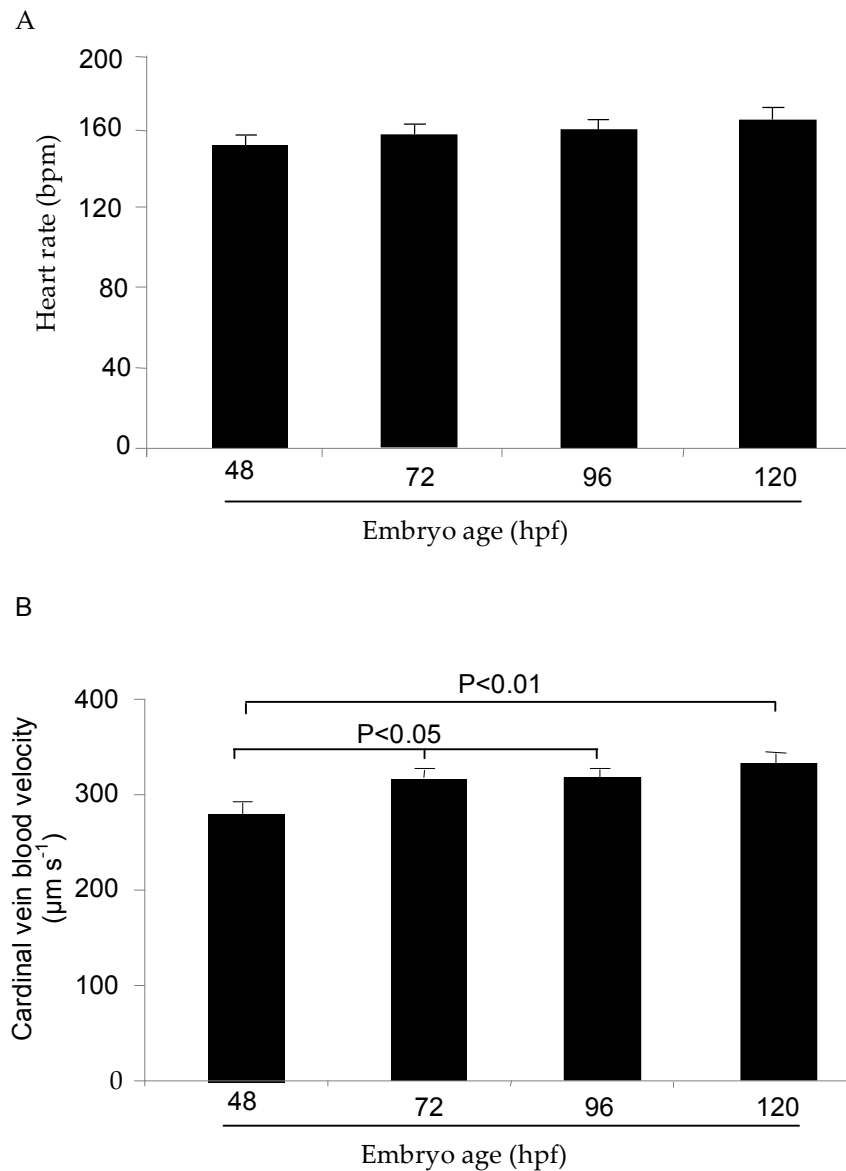 A
Heart rate (bpm)
200
160
120
80
40
0
48 72 96 120
Embryo age (hpf)
B
Cardinal vein blood velocity
(µm s-1)
400
300
200
100
0
P<0.01
P<0.05
48 72 96 120
Embryo age (hpf)